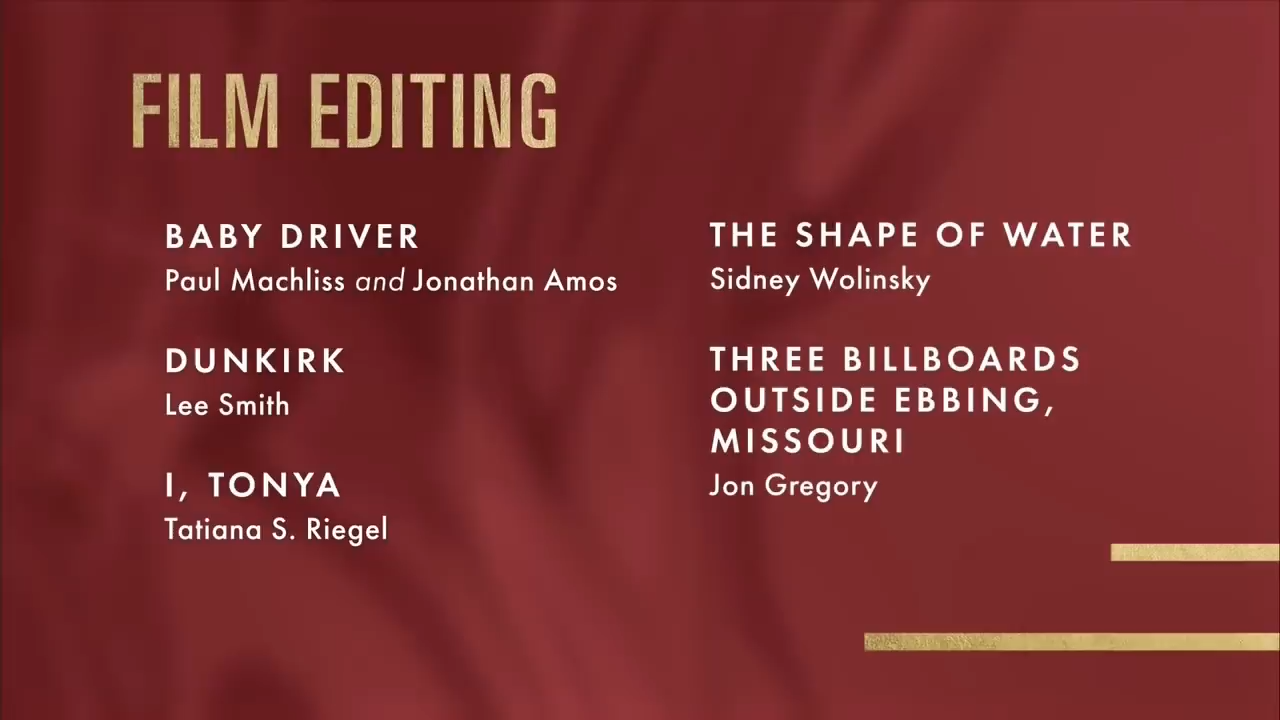 FILM EDITING
BABY DRIVER
Paul Machliss and Jonathan Amos
DUNKIRK
Lee Smith
I, TONYA
Tatiana S. Riegel
THE SHAPE OF WATER
Sidney Wolinsky
THREE BILLBOARDS
OUTSIDE EBBING,
MISSOURI
Jon Gregory